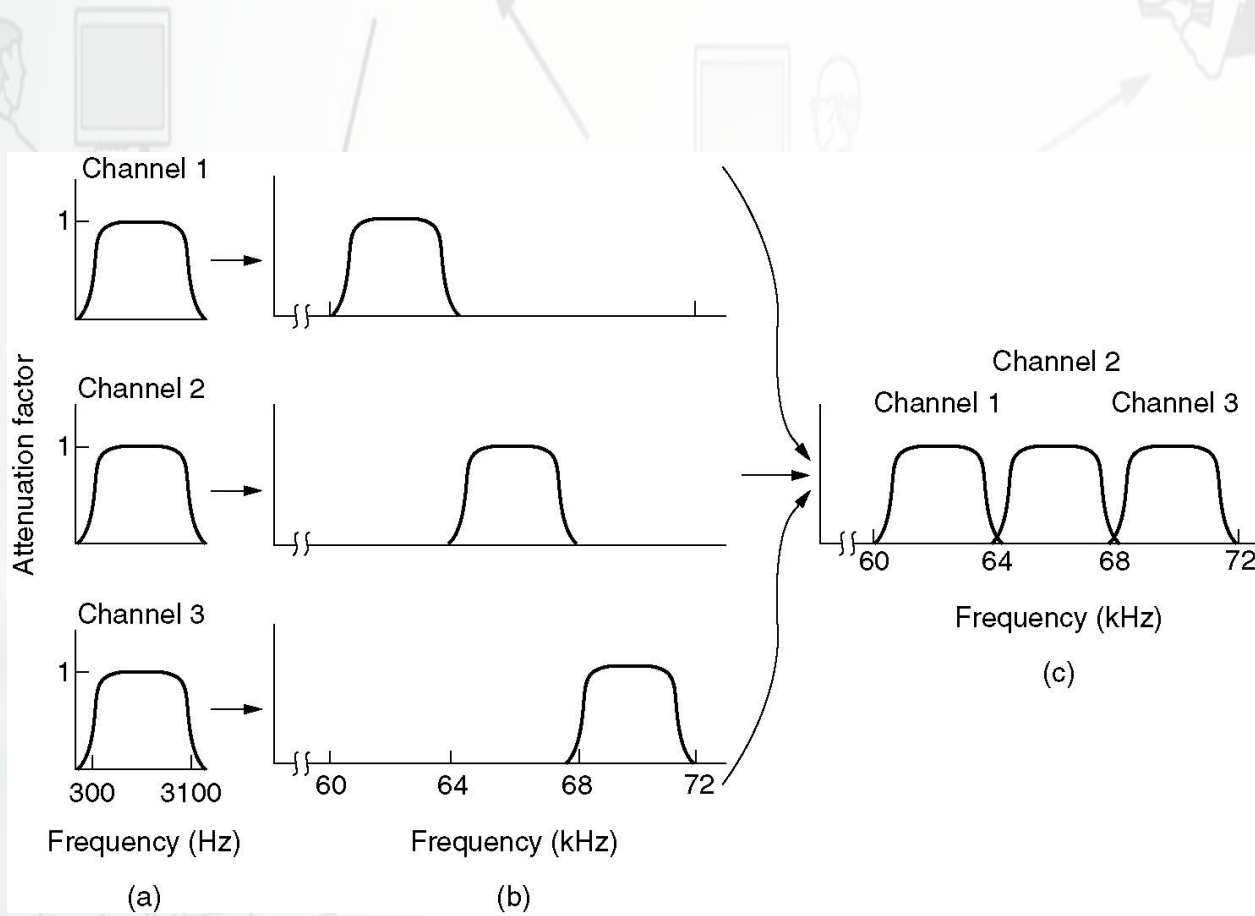 Channel 1
1
Attenuation factor
Channel 2
1
Channel 3
1
300 3100
Frequency (Hz)
(a)
60 64 68 72
Frequency (kHz)
(b)
Channel 2
Channel 1 Channel 3
60 64 68 72
Frequency (kHz)
(c)